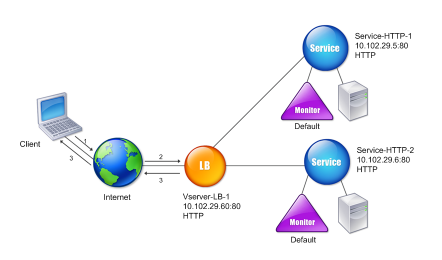 Service-HTTP-1
10.102.29.5:80
HTTP
Service
Monitor
Default
Client
1
3
2
3
LB
Internet
Vserver-LB-1
10.102.29.60:80
HTTP
Service-HTTP-2
10.102.29.6:80
HTTP
Service
Monitor
Default